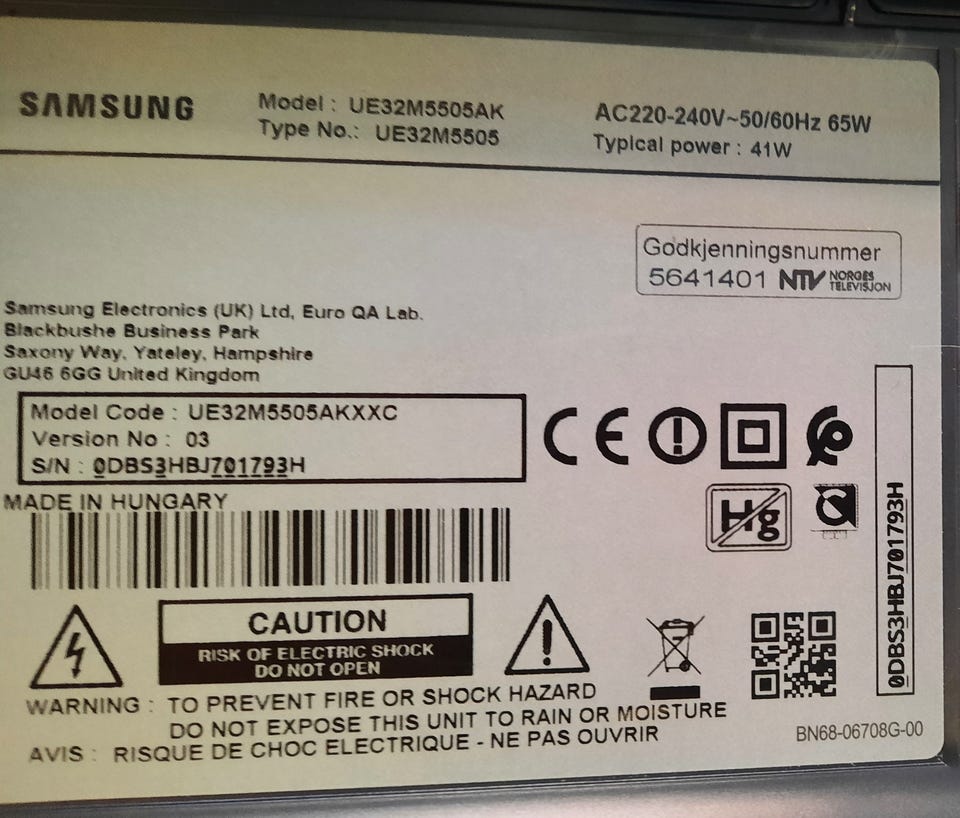 SAMSUNG
Model : UE32M5505AK
Type No.: UE32M5505
AC220-240V~50/60Hz 65W
Typical power : 41W
Godkjenningsnummer
5641401 NTV NORGES TELEVISJON
Samsung Electronics (UK) Ltd, Euro QA Lab.
Blackbushe Business Park
Saxony Way, Yateley, Hampshire
GU46 6GG United Kingdom
Model Code : UE32M5505AKXXC
Version No : 03
S/N : 0DBS3HBJ701793H
MADE IN HUNGARY
CE
Hg
0DBS3HBJ701793H
CAUTION
RISK OF ELECTRIC SHOCK
DO NOT OPEN
WARNING : TO PREVENT FIRE OR SHOCK HAZARD
DO NOT EXPOSE THIS UNIT TO RAIN OR MOISTURE
AVIS : RISQUE DE CHOC ELECTRIQUE - NE PAS OUVRIR
BN68-06708G-00